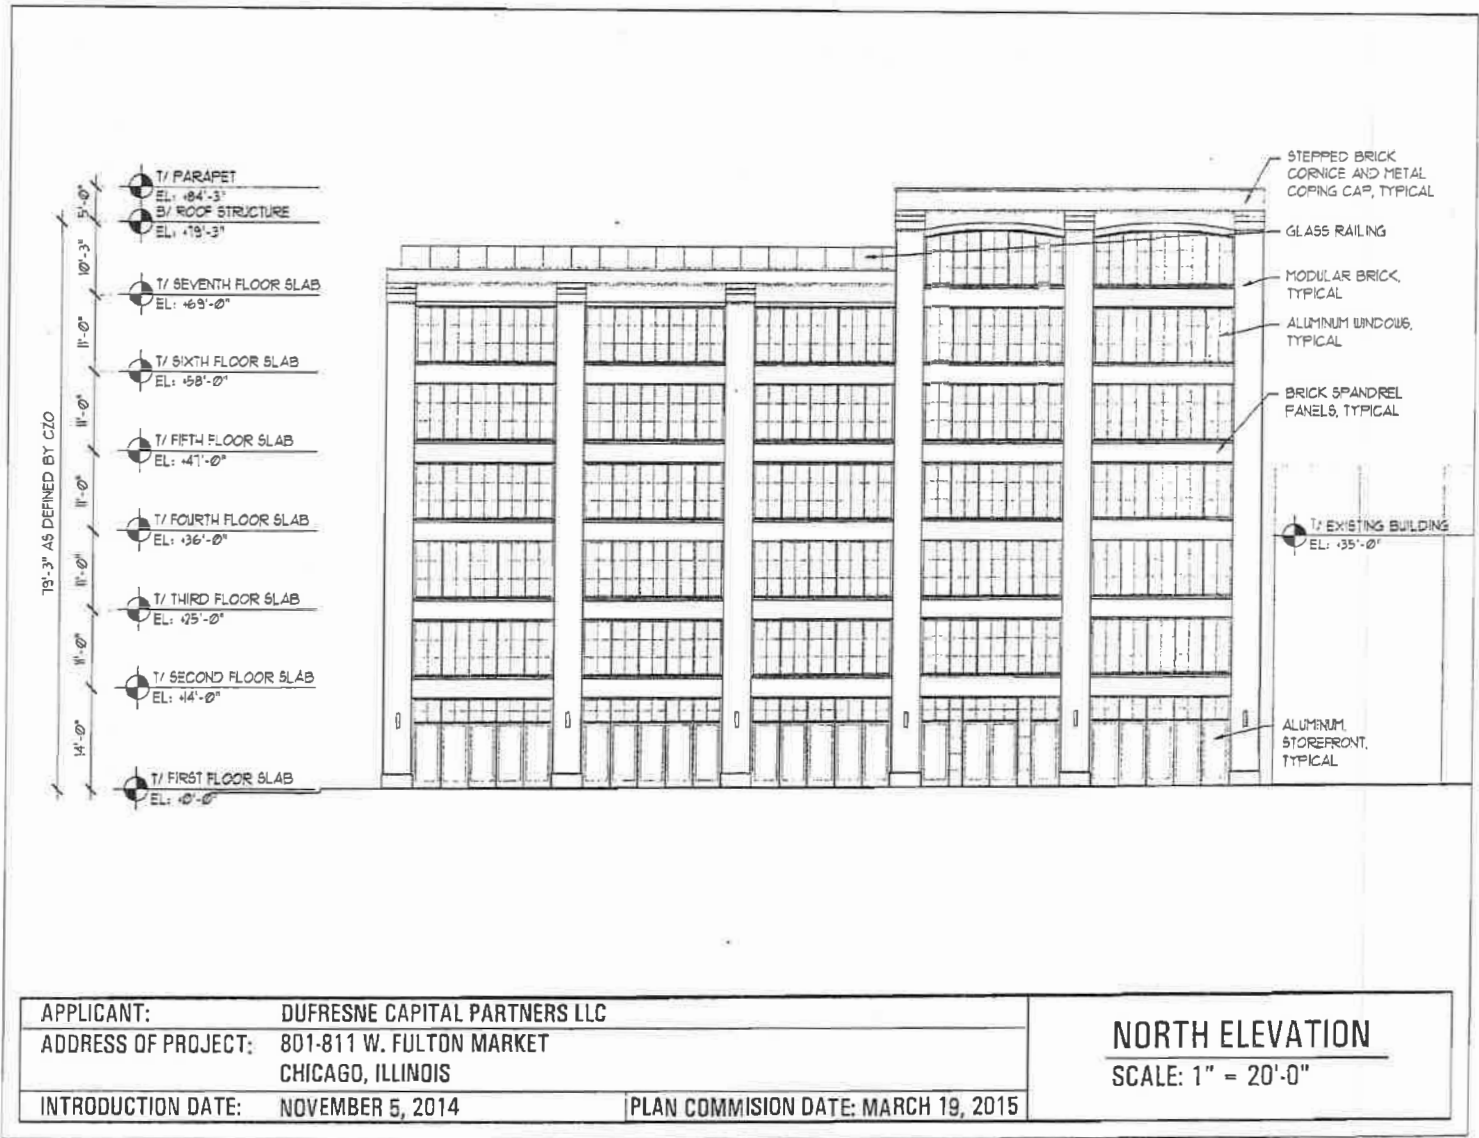 T/ PARAPET
EL: +84'-3"
B/ ROOF STRUCTURE
EL: +79'-3"
T/ SEVENTH FLOOR SLAB
EL: +69'-0"
T/ SIXTH FLOOR SLAB
EL: +58'-0"
T/ FIFTH FLOOR SLAB
EL: +47'-0"
T/ FOURTH FLOOR SLAB
EL: +36'-0"
T/ THIRD FLOOR SLAB
EL: +25'-0"
T/ SECOND FLOOR SLAB
EL: +14'-0"
T/ FIRST FLOOR SLAB
EL: +0'-0"
5'-0"
10'-3"
11'-0"
11'-0"
11'-0"
11'-0"
11'-0"
14'-0"
79'-3" AS DEFINED BY CZO
STEPPED BRICK
CORNICE AND METAL
COPING CAP, TYPICAL
GLASS RAILING
MODULAR BRICK,
TYPICAL
ALUMINUM WINDOWS,
TYPICAL
BRICK SPANDREL
PANELS, TYPICAL
T/ EXISTING BUILDING
EL: +35'-0"
ALUMINUM
STOREFRONT,
TYPICAL
APPLICANT: DUFRESNE CAPITAL PARTNERS LLC
ADDRESS OF PROJECT: 801-811 W. FULTON MARKET
CHICAGO, ILLINOIS
INTRODUCTION DATE: NOVEMBER 5, 2014
PLAN COMMISION DATE: MARCH 19, 2015
NORTH ELEVATION
SCALE: 1" = 20'-0"